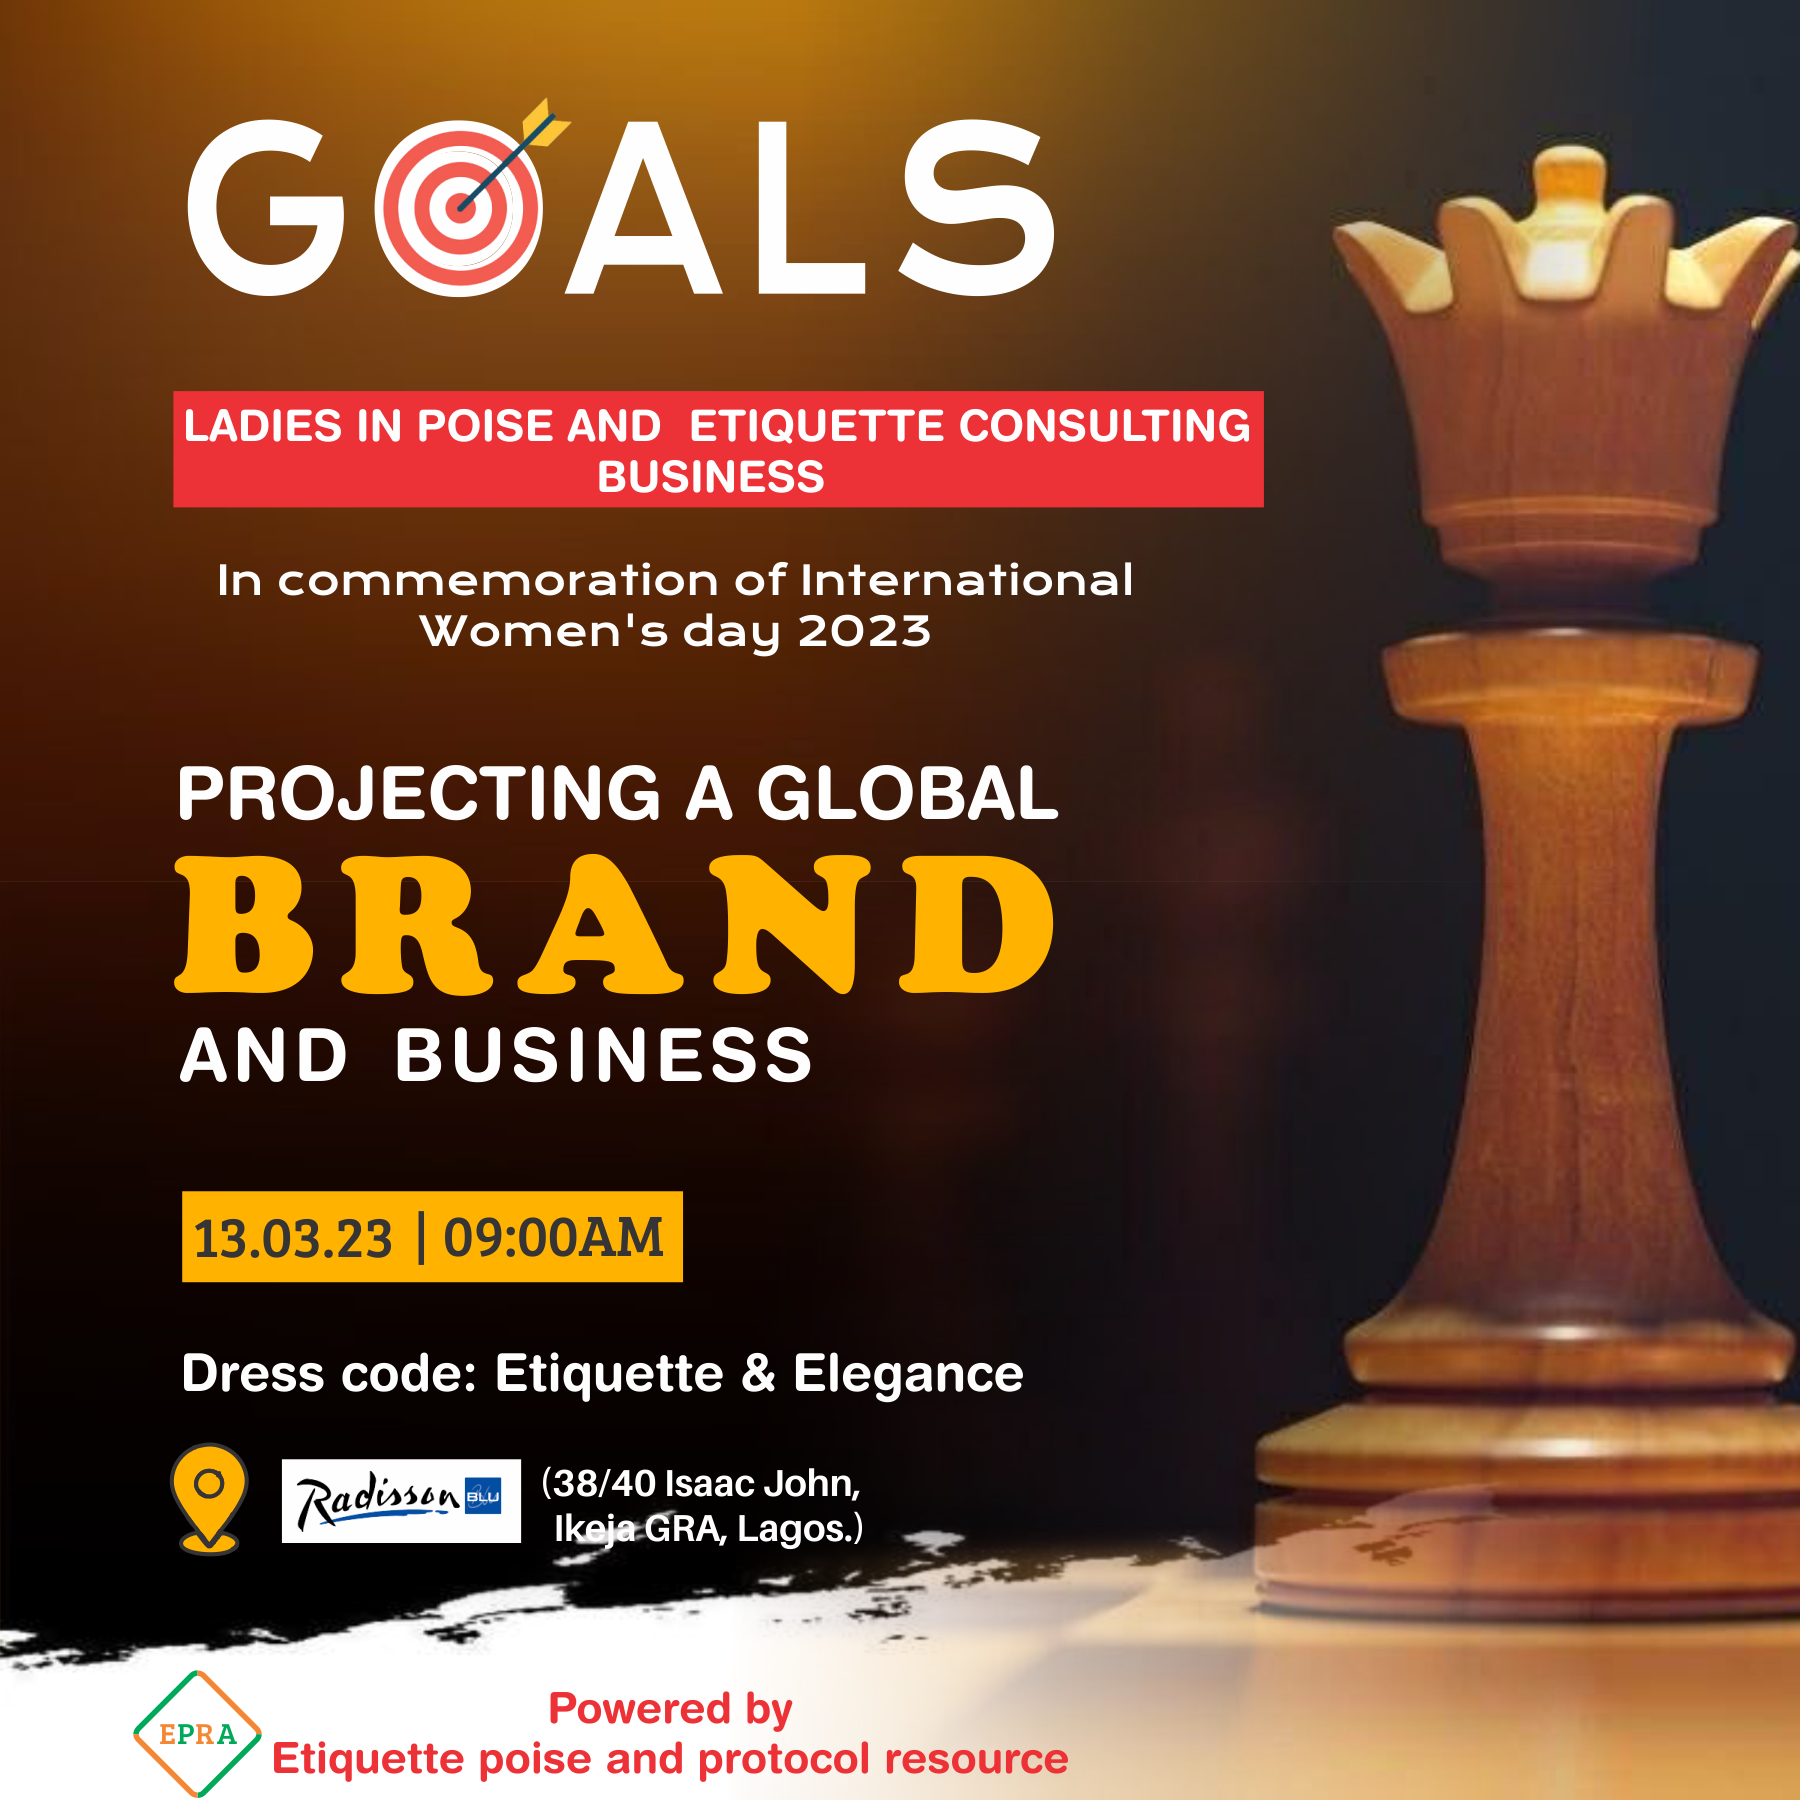 GOALS
LADIES IN POISE AND ETIQUETTE CONSULTING
BUSINESS
In commemoration of International
Women's day 2023
PROJECTING A GLOBAL
BRAND
AND BUSINESS
13.03.23 | 09:00AM
Dress code: Etiquette & Elegance
Radisson BLU
(38/40 Isaac John,
Ikeja GRA, Lagos.)
Powered by
EPRA
Etiquette poise and protocol resource